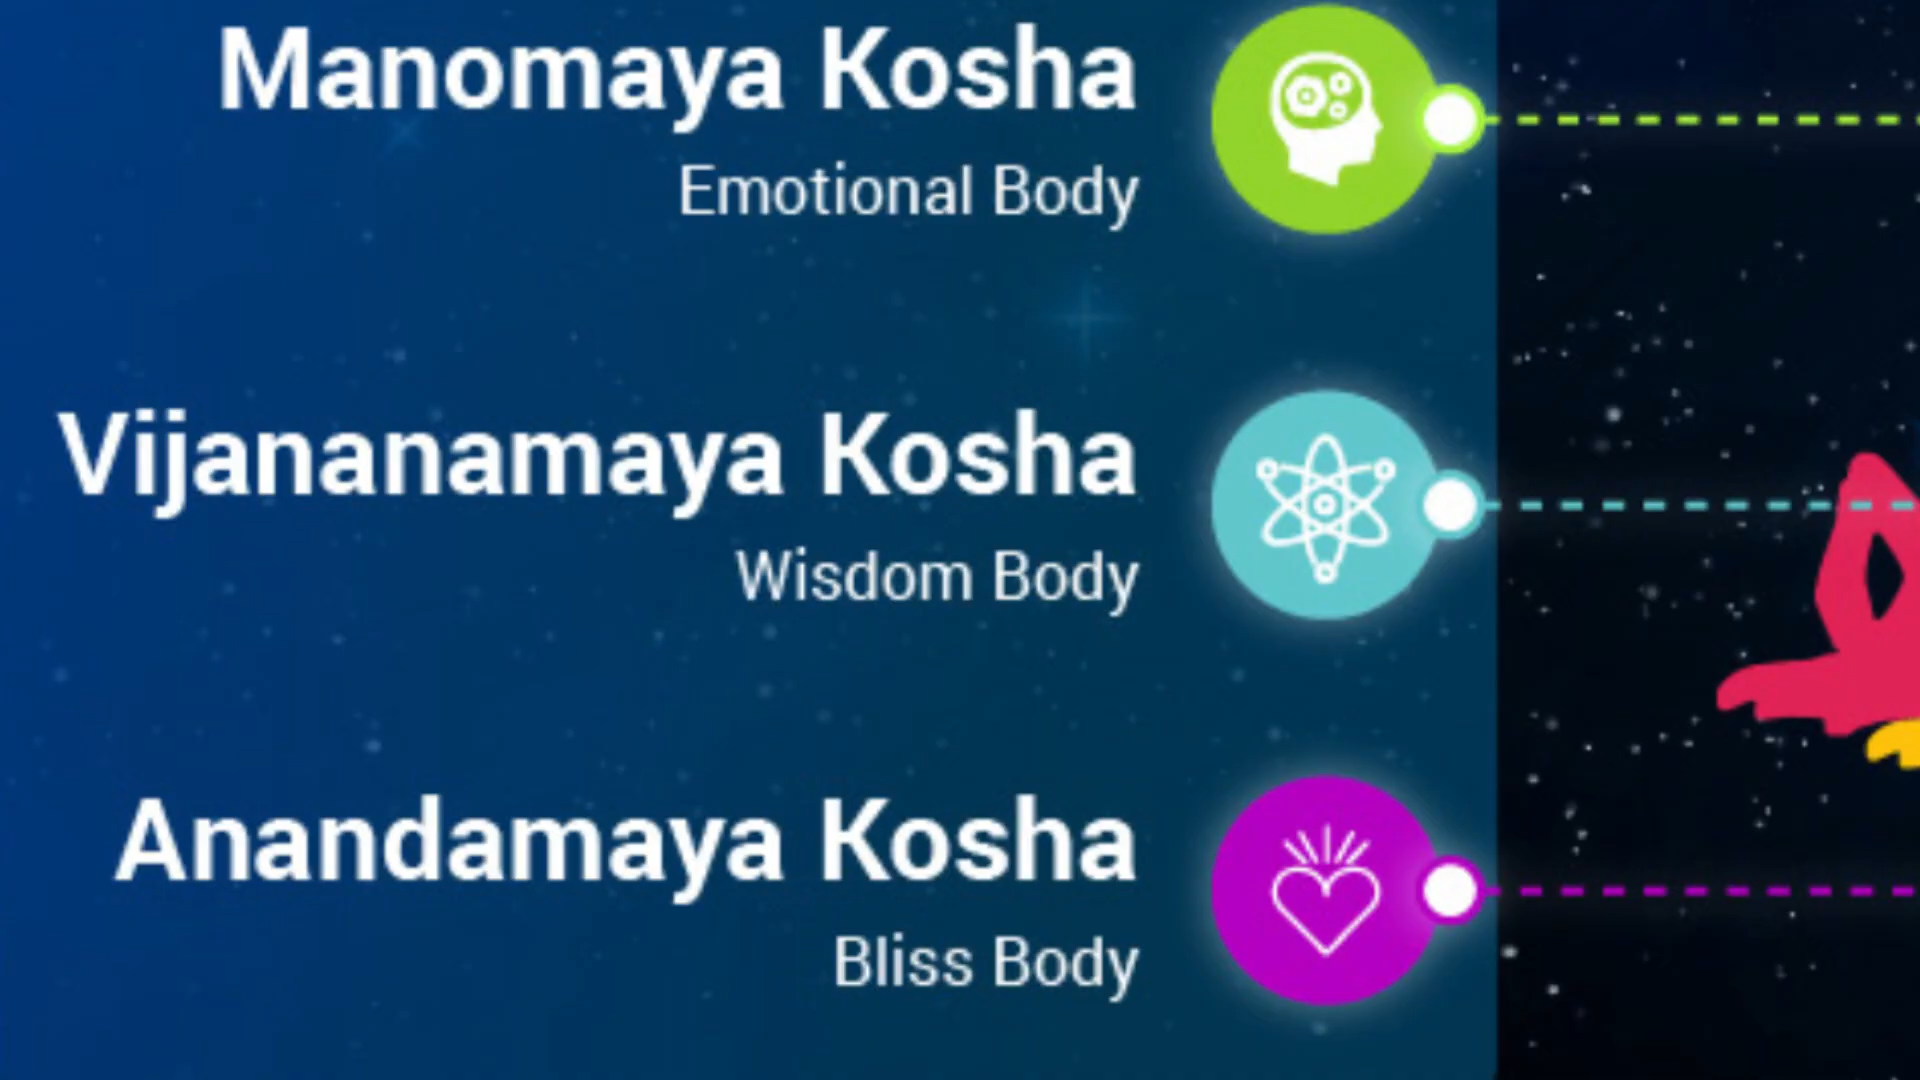 Manomaya Kosha
Emotional Body
Vijananamaya Kosha
Wisdom Body
Anandamaya Kosha
Bliss Body